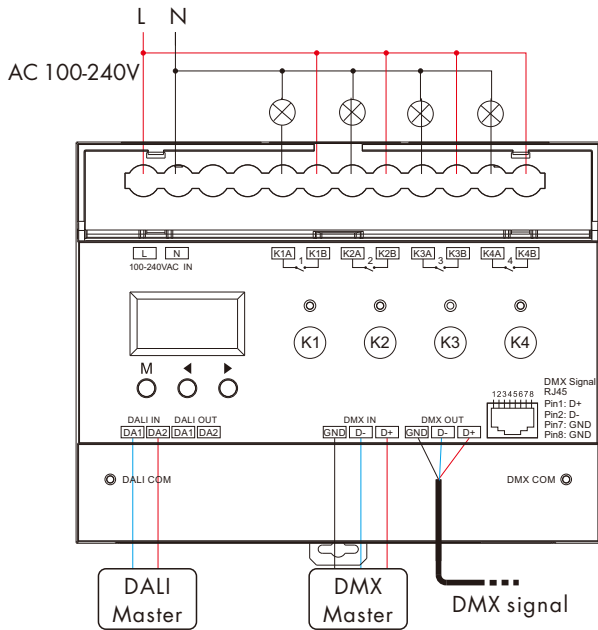 L N
AC 100-240V
L N
100-240VAC IN
K1A K1B K2A K2B K3A K3B K4A K4B
1 2 3 4
K1 K2 K3 K4
M
12345678
DMX Signal
RJ45
Pin1: D+
Pin2: D-
Pin7: GND
Pin8: GND
DALI IN DALI OUT
DA1 DA2 DA1 DA2
DMX IN DMX OUT
GND D- D+ GND D- D+
DALI COM
DMX COM
DALI
Master
DMX
Master
DMX signal